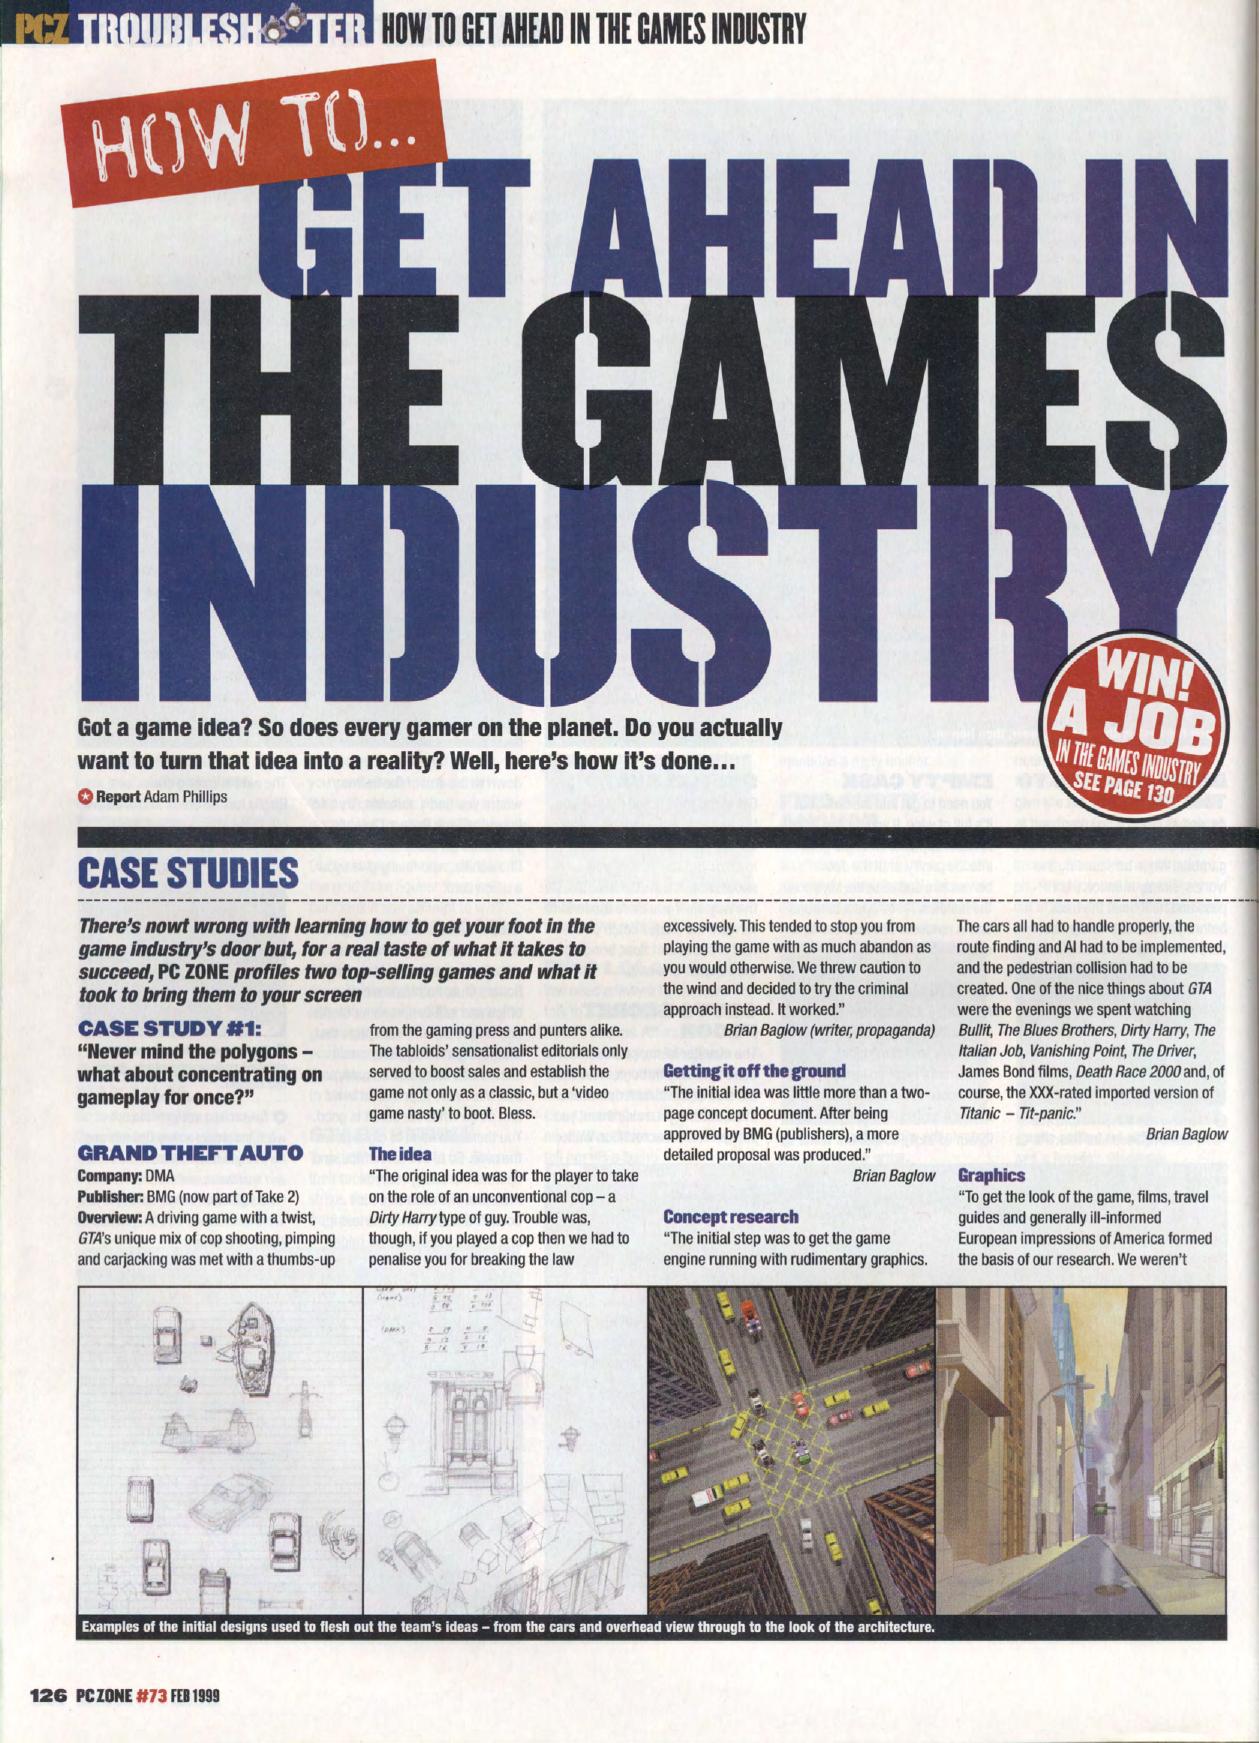 PCZ TROUBLESHOOTER HOW TO GET AHEAD IN THE GAMES INDUSTRY
HOW TO...
GET AHEAD IN
THE GAMES
INDUSTRY
Got a game idea? So does every gamer on the planet. Do you actually
want to turn that idea into a reality? Well, here's how it's done...
Report Adam Phillips
WIN!
A JOB
IN THE GAMES INDUSTRY
SEE PAGE 130
CASE STUDIES
There's nowt wrong with learning how to get your foot in the
game industry's door but, for a real taste of what it takes to
succeed, PC ZONE profiles two top-selling games and what it
took to bring them to your screen
CASE STUDY #1:
“Never mind the polygons –
what about concentrating on
gameplay for once?”
GRAND THEFT AUTO
Company: DMA
Publisher: BMG (now part of Take 2)
Overview: A driving game with a twist,
GTA's unique mix of cop shooting, pimping
and carjacking was met with a thumbs-up
from the gaming press and punters alike.
The tabloids' sensationalist editorials only
served to boost sales and establish the
game not only as a classic, but a 'video
game nasty' to boot. Bless.
The idea
“The original idea was for the player to take
on the role of an unconventional cop – a
Dirty Harry type of guy. Trouble was,
though, if you played a cop then we had to
penalise you for breaking the law
excessively. This tended to stop you from
playing the game with as much abandon as
you would otherwise. We threw caution to
the wind and decided to try the criminal
approach instead. It worked.”
Brian Baglow (writer, propaganda)
Getting it off the ground
“The initial idea was little more than a two-
page concept document. After being
approved by BMG (publishers), a more
detailed proposal was produced.”
Brian Baglow
Concept research
“The initial step was to get the game
engine running with rudimentary graphics.
The cars all had to handle properly, the
route finding and AI had to be implemented,
and the pedestrian collision had to be
created. One of the nice things about GTA
were the evenings we spent watching
Bullit, The Blues Brothers, Dirty Harry, The
Italian Job, Vanishing Point, The Driver,
James Bond films, Death Race 2000 and, of
course, the XXX-rated imported version of
Titanic – Tit-panic.”
Brian Baglow
Graphics
“To get the look of the game, films, travel
guides and generally ill-informed
European impressions of America formed
the basis of our research. We weren't
Examples of the initial designs used to flesh out the team's ideas – from the cars and overhead view through to the look of the architecture.
126 PC ZONE #73 FEB 1999